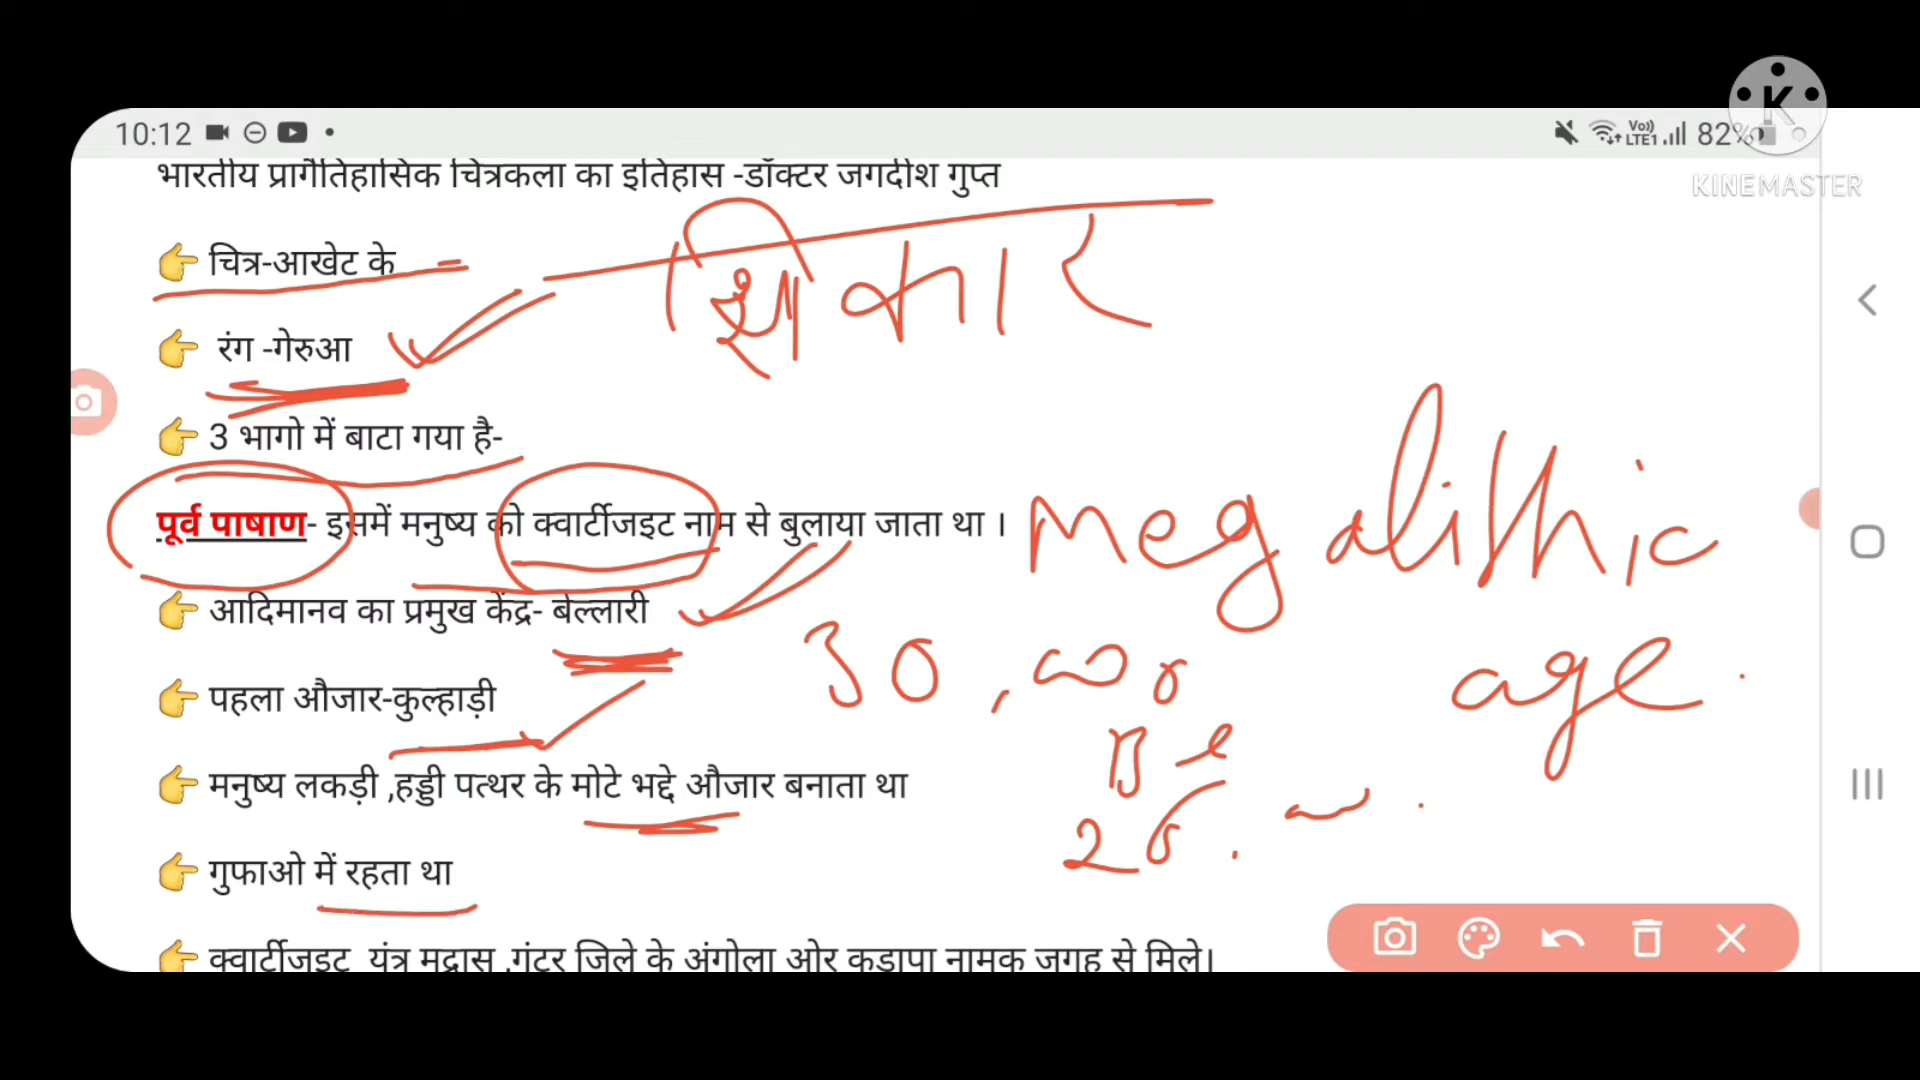 10:12
Vo)) LTE1 82%
K
KINEMASTER
भारतीय प्रागैतिहासिक चित्रकला का इतिहास -डॉक्टर जगदीश गुप्त
👉 चित्र-आखेट के
शिकार
👉 रंग -गेरुआ
👉 3 भागो में बाटा गया है-
पूर्व पाषाण- इसमें मनुष्य को क्वार्टीजइट नाम से बुलाया जाता था ।
Megalithic
age
👉 आदिमानव का प्रमुख केंद्र- बेल्लारी
30,000
👉 पहला औजार-कुल्हाड़ी
👉 मनुष्य लकड़ी ,हड्डी पत्थर के मोटे भद्दे औजार बनाता था
👉 गुफाओ में रहता था
👉 क्वार्टीजइट यंत्र मद्रास ,गंटूर जिले के अंगोला ओर कडापा नामक जगह से मिले।